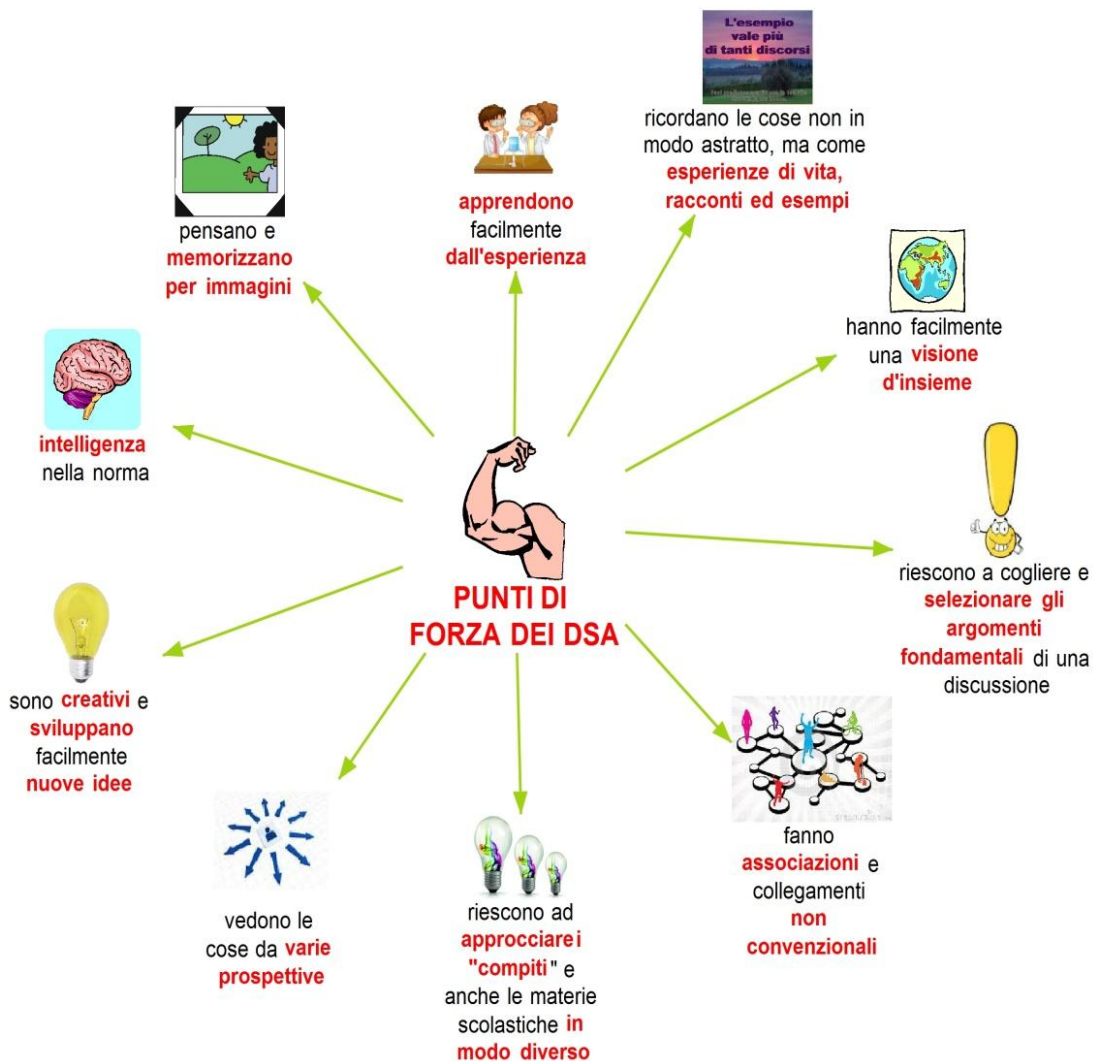 L'esempio
vale più
di tanti discorsi
ricordano le cose non in
modo astratto, ma come
esperienze di vita,
racconti ed esempi
apprendono
facilmente
dall'esperienza
pensano e
memorizzano
per immagini
hanno facilmente
una visione
d'insieme
intelligenza
nella norma
PUNTI DI
FORZA DEI DSA
riescono a cogliere e
selezionare gli
argomenti
fondamentali di una
discussione
sono creativi e
sviluppano
facilmente
nuove idee
fanno
associazioni e
collegamenti
non
convenzionali
vedono le
cose da varie
prospettive
riescono ad
approcciare i
"compiti" e
anche le materie
scolastiche in
modo diverso